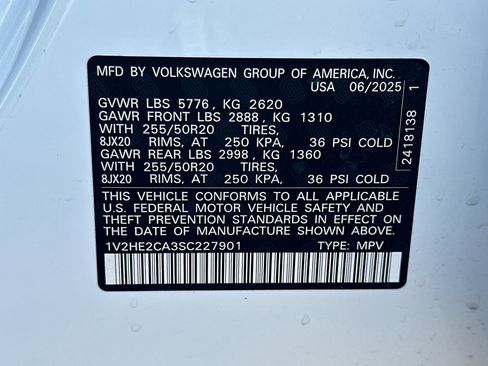 MFD BY VOLKSWAGEN GROUP OF AMERICA, INC.
USA 06/2025
GVWR LBS 5776 , KG 2620
GAWR FRONT LBS 2888 , KG 1310
WITH 255/50R20 TIRES,
8JX20 RIMS, AT 250 KPA, 36 PSI COLD
GAWR REAR LBS 2998 , KG 1360
WITH 255/50R20 TIRES,
8JX20 RIMS, AT 250 KPA, 36 PSI COLD
THIS VEHICLE CONFORMS TO ALL APPLICABLE
U.S. FEDERAL MOTOR VEHICLE SAFETY AND
THEFT PREVENTION STANDARDS IN EFFECT ON
THE DATE OF MANUFACTURE SHOWN ABOVE.
1V2HE2CA3SC227901 TYPE: MPV
2418138 1